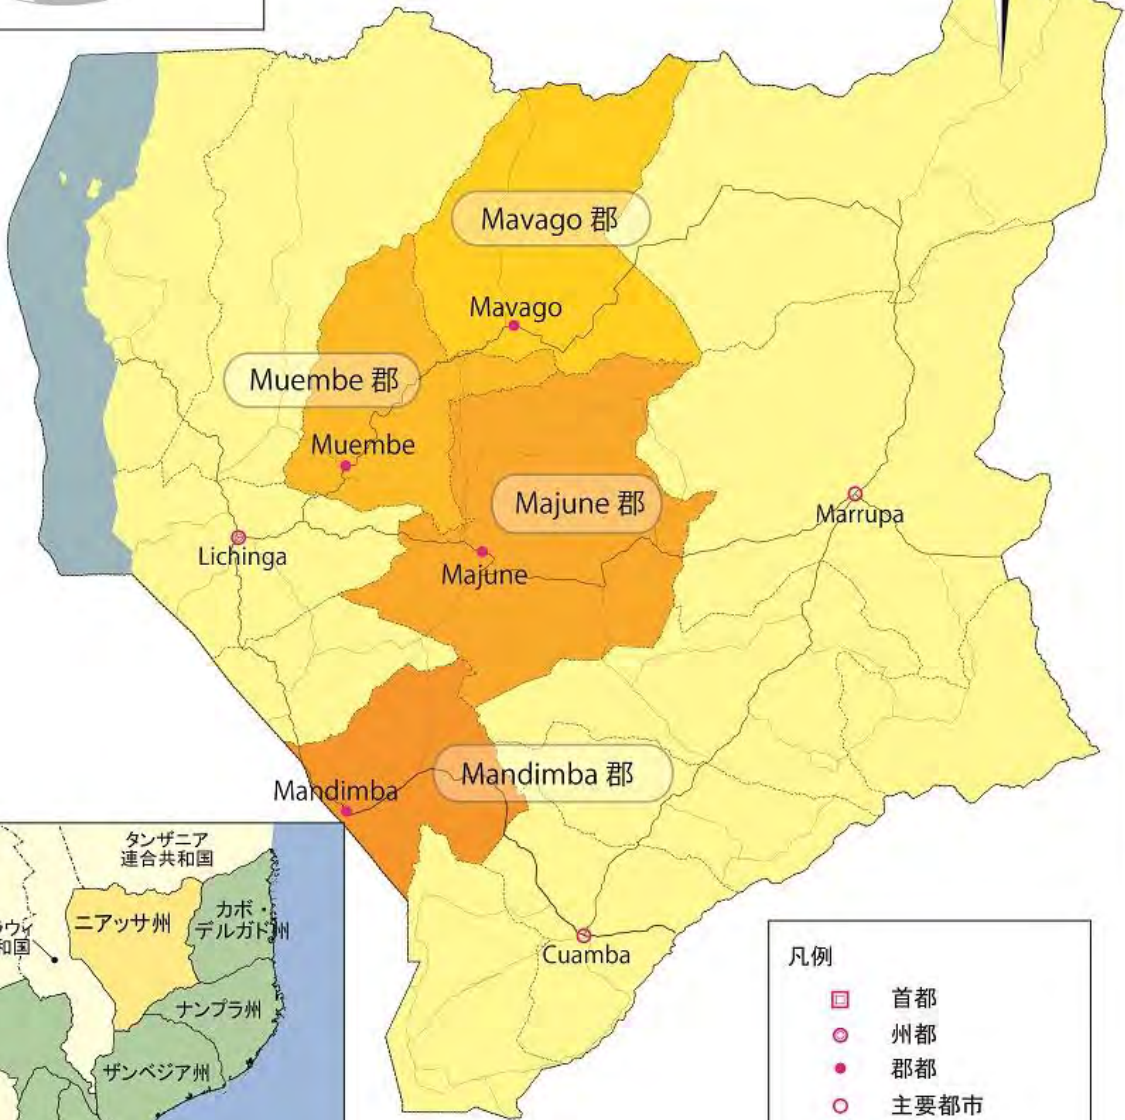 Mavago 郡
Mavago
Muembe 郡
Muembe
Majune 郡
Marrupa
Lichinga
Majune
Mandimba 郡
Mandimba
Cuamba
タンザニア
連合共和国
ニアッサ州
カボ・
デルガド州
ナンプラ州
ザンベジア州
凡例
首都
州都
郡都
主要都市